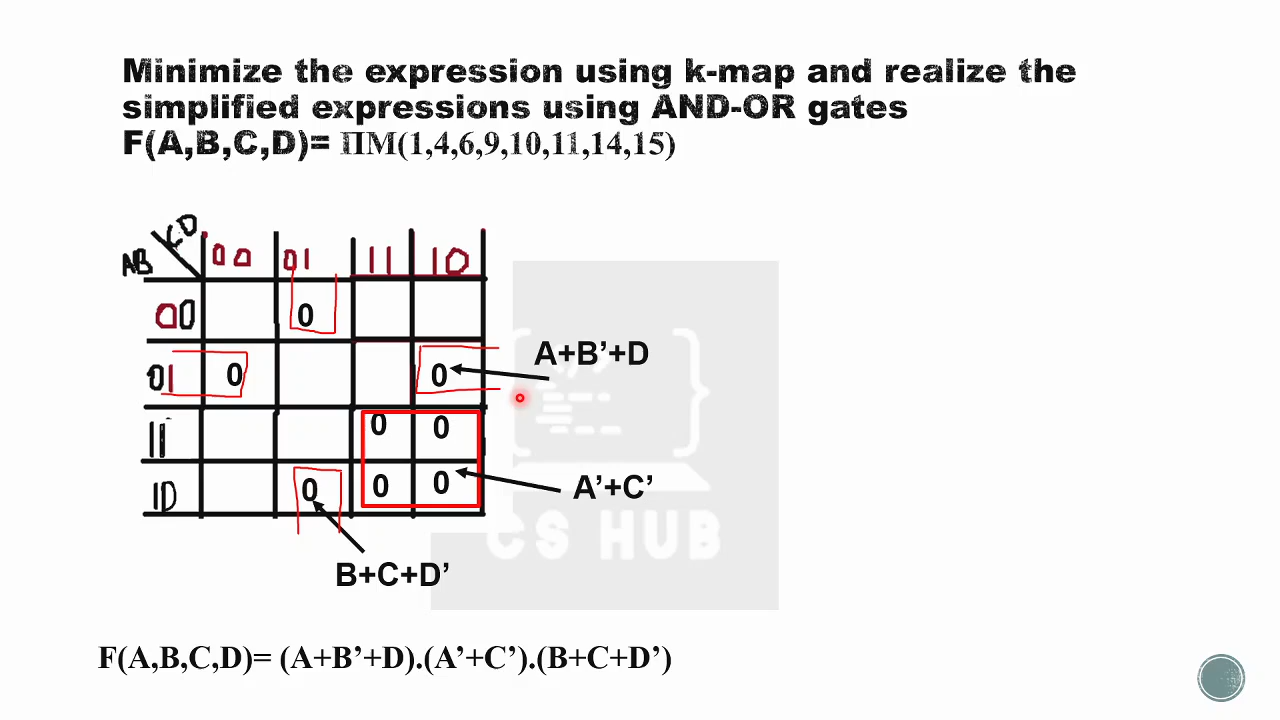 Minimize the expression using k-map and realize the
simplified expressions using AND-OR gates
F(A,B,C,D)= ΠM(1,4,6,9,10,11,14,15)
CD
AB
00 01 11 10
00 0
01 0 0
11 0 0
10 0 0 0
A+B’+D
A’+C’
B+C+D’
{ }
CS HUB
F(A,B,C,D)= (A+B’+D).(A’+C’).(B+C+D’)